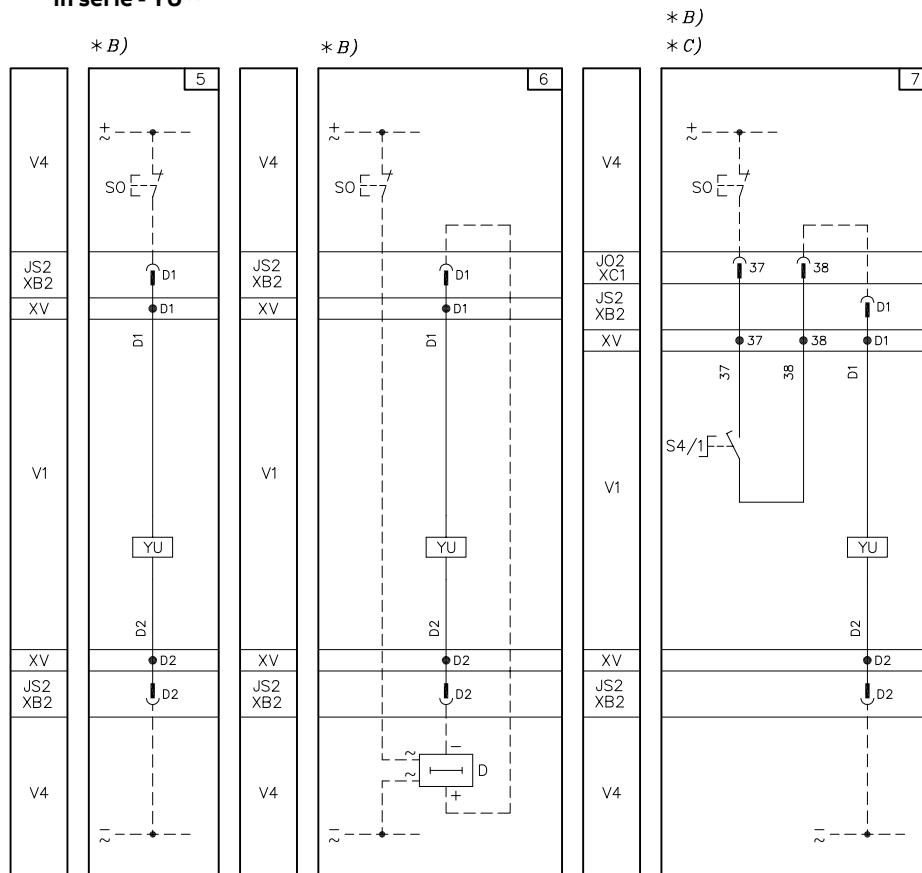 in serie - YU
* B)
* B)
* B)
* C)
5
V4
JS2
XB2
XV
V1
XV
JS2
XB2
V4
+
~
S0
D1
D1
D1
YU
D2
D2
D2
−
~
6
V4
JS2
XB2
XV
V1
XV
JS2
XB2
V4
+
~
S0
D1
D1
D1
YU
D2
D2
D2
~
−
~
D
+
−
~
7
V4
JO2
XC1
JS2
XB2
XV
V1
XV
JS2
XB2
V4
+
~
S0
37
38
D1
37
38
D1
37
38
D1
S4/1
YU
D2
D2
D2
−
~